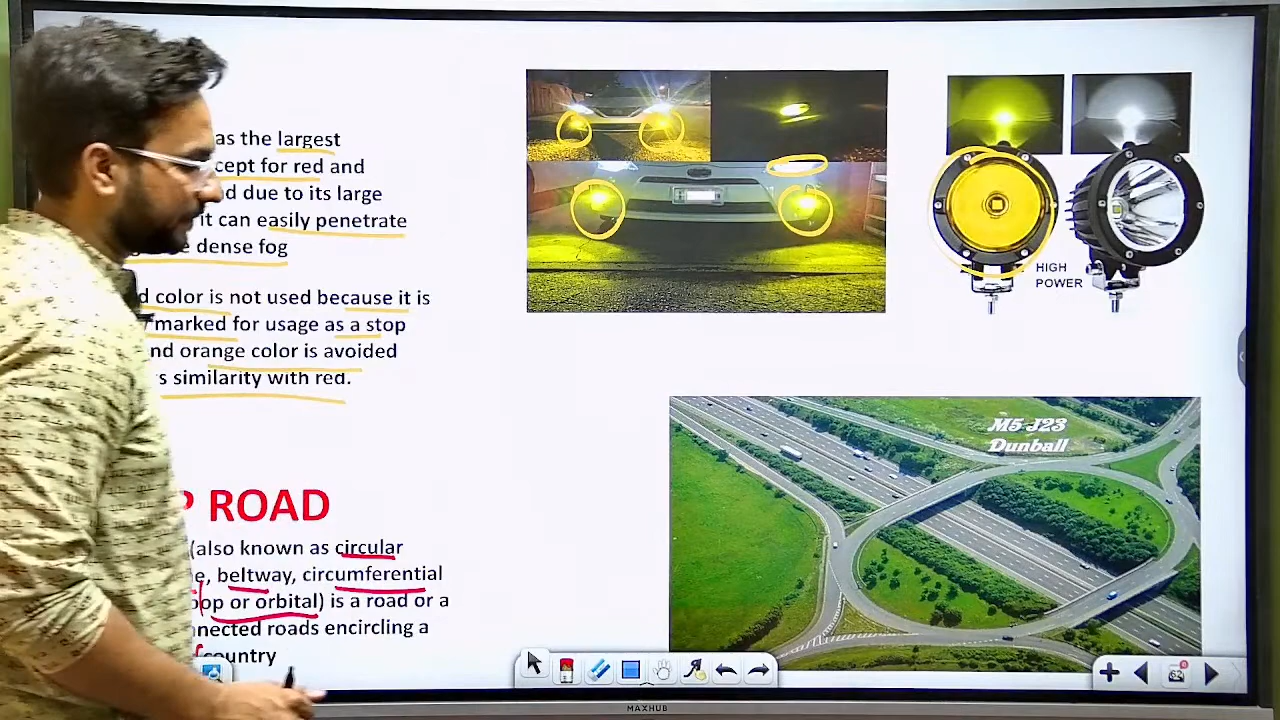 as the largest
cept for red and
d due to its large
it can easily penetrate
e dense fog
d color is not used because it is
marked for usage as a stop
nd orange color is avoided
s similarity with red.
HIGH
POWER
M5 J23
Dunball
P ROAD
(also known as circular
e, beltway, circumferential
oop or orbital) is a road or a
nnected roads encircling a
country
62
MAXHUB